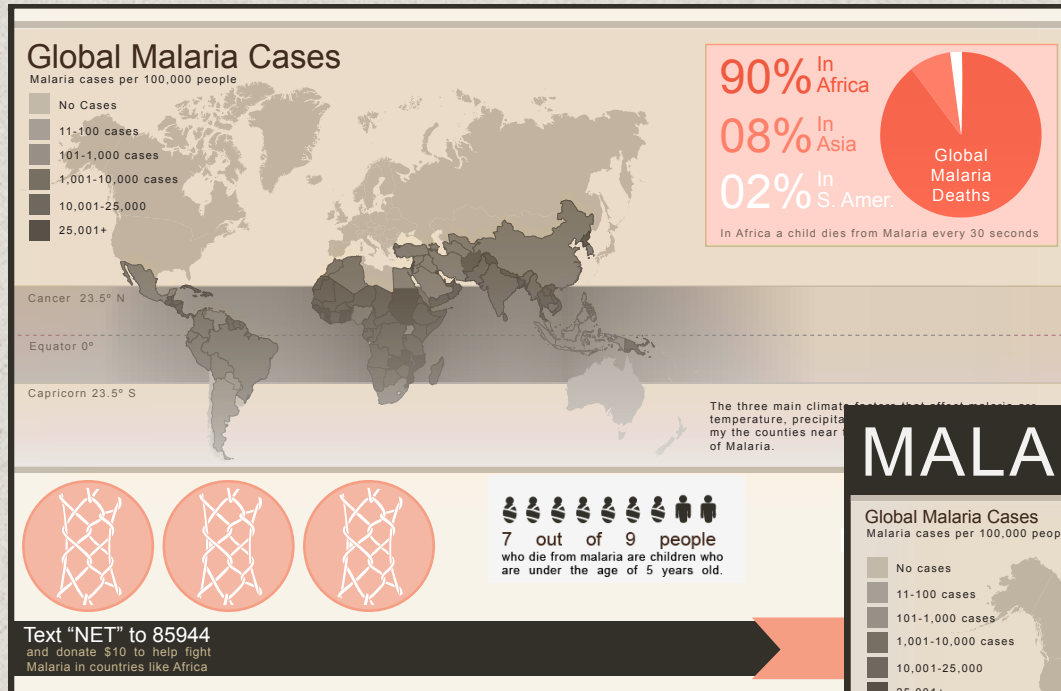 Global Malaria Cases
Malaria cases per 100,000 people
No Cases
11-100 cases
101-1,000 cases
1,001-10,000 cases
10,001-25,000
25,001+
90% In Africa
08% In Asia
02% In S. Amer.
Global
Malaria
Deaths
In Africa a child dies from Malaria every 30 seconds
Cancer 23.5° N
Equator 0°
Capricorn 23.5° S
The three main climate factors that affect malaria are
temperature, precipita
my the counties near
of Malaria.
7 out of 9 people
who die from malaria are children who
are under the age of 5 years old.
Text “NET” to 85944
and donate $10 to help fight
Malaria in countries like Africa
MALA
Global Malaria Cases
Malaria cases per 100,000 peop
No cases
11-100 cases
101-1,000 cases
1,001-10,000 cases
10,001-25,000
25,001+